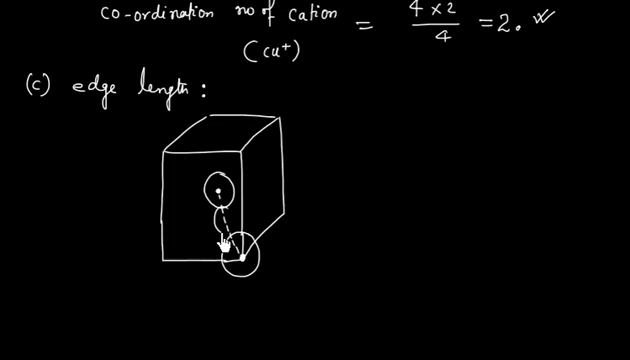 co-ordination no of cation = 4 × 2 / 4 = 2.
(Cu+)
(c) edge length :